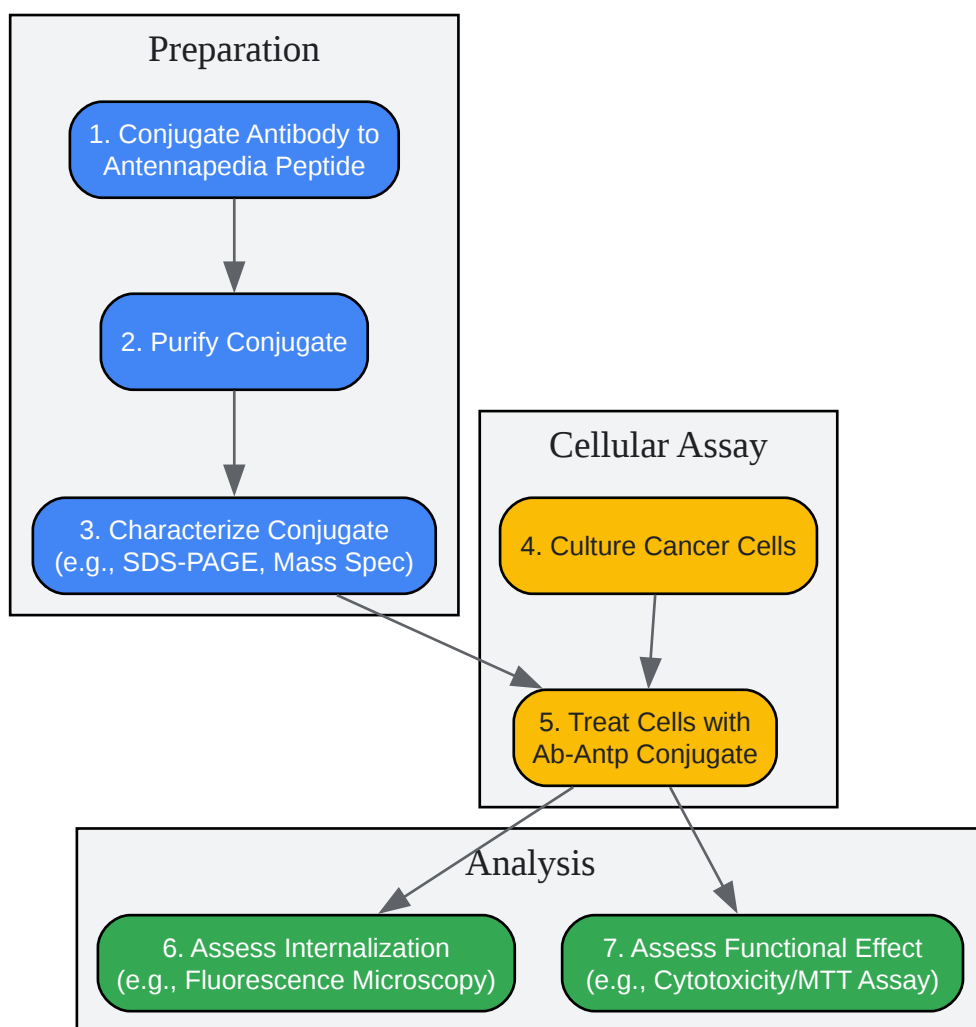 Preparation
1. Conjugate Antibody to
Antennapedia Peptide
2. Purify Conjugate
3. Characterize Conjugate
(e.g., SDS-PAGE, Mass Spec)
Cellular Assay
4. Culture Cancer Cells
5. Treat Cells with
Ab-Antp Conjugate
Analysis
6. Assess Internalization
(e.g., Fluorescence Microscopy)
7. Assess Functional Effect
(e.g., Cytotoxicity/MTT Assay)